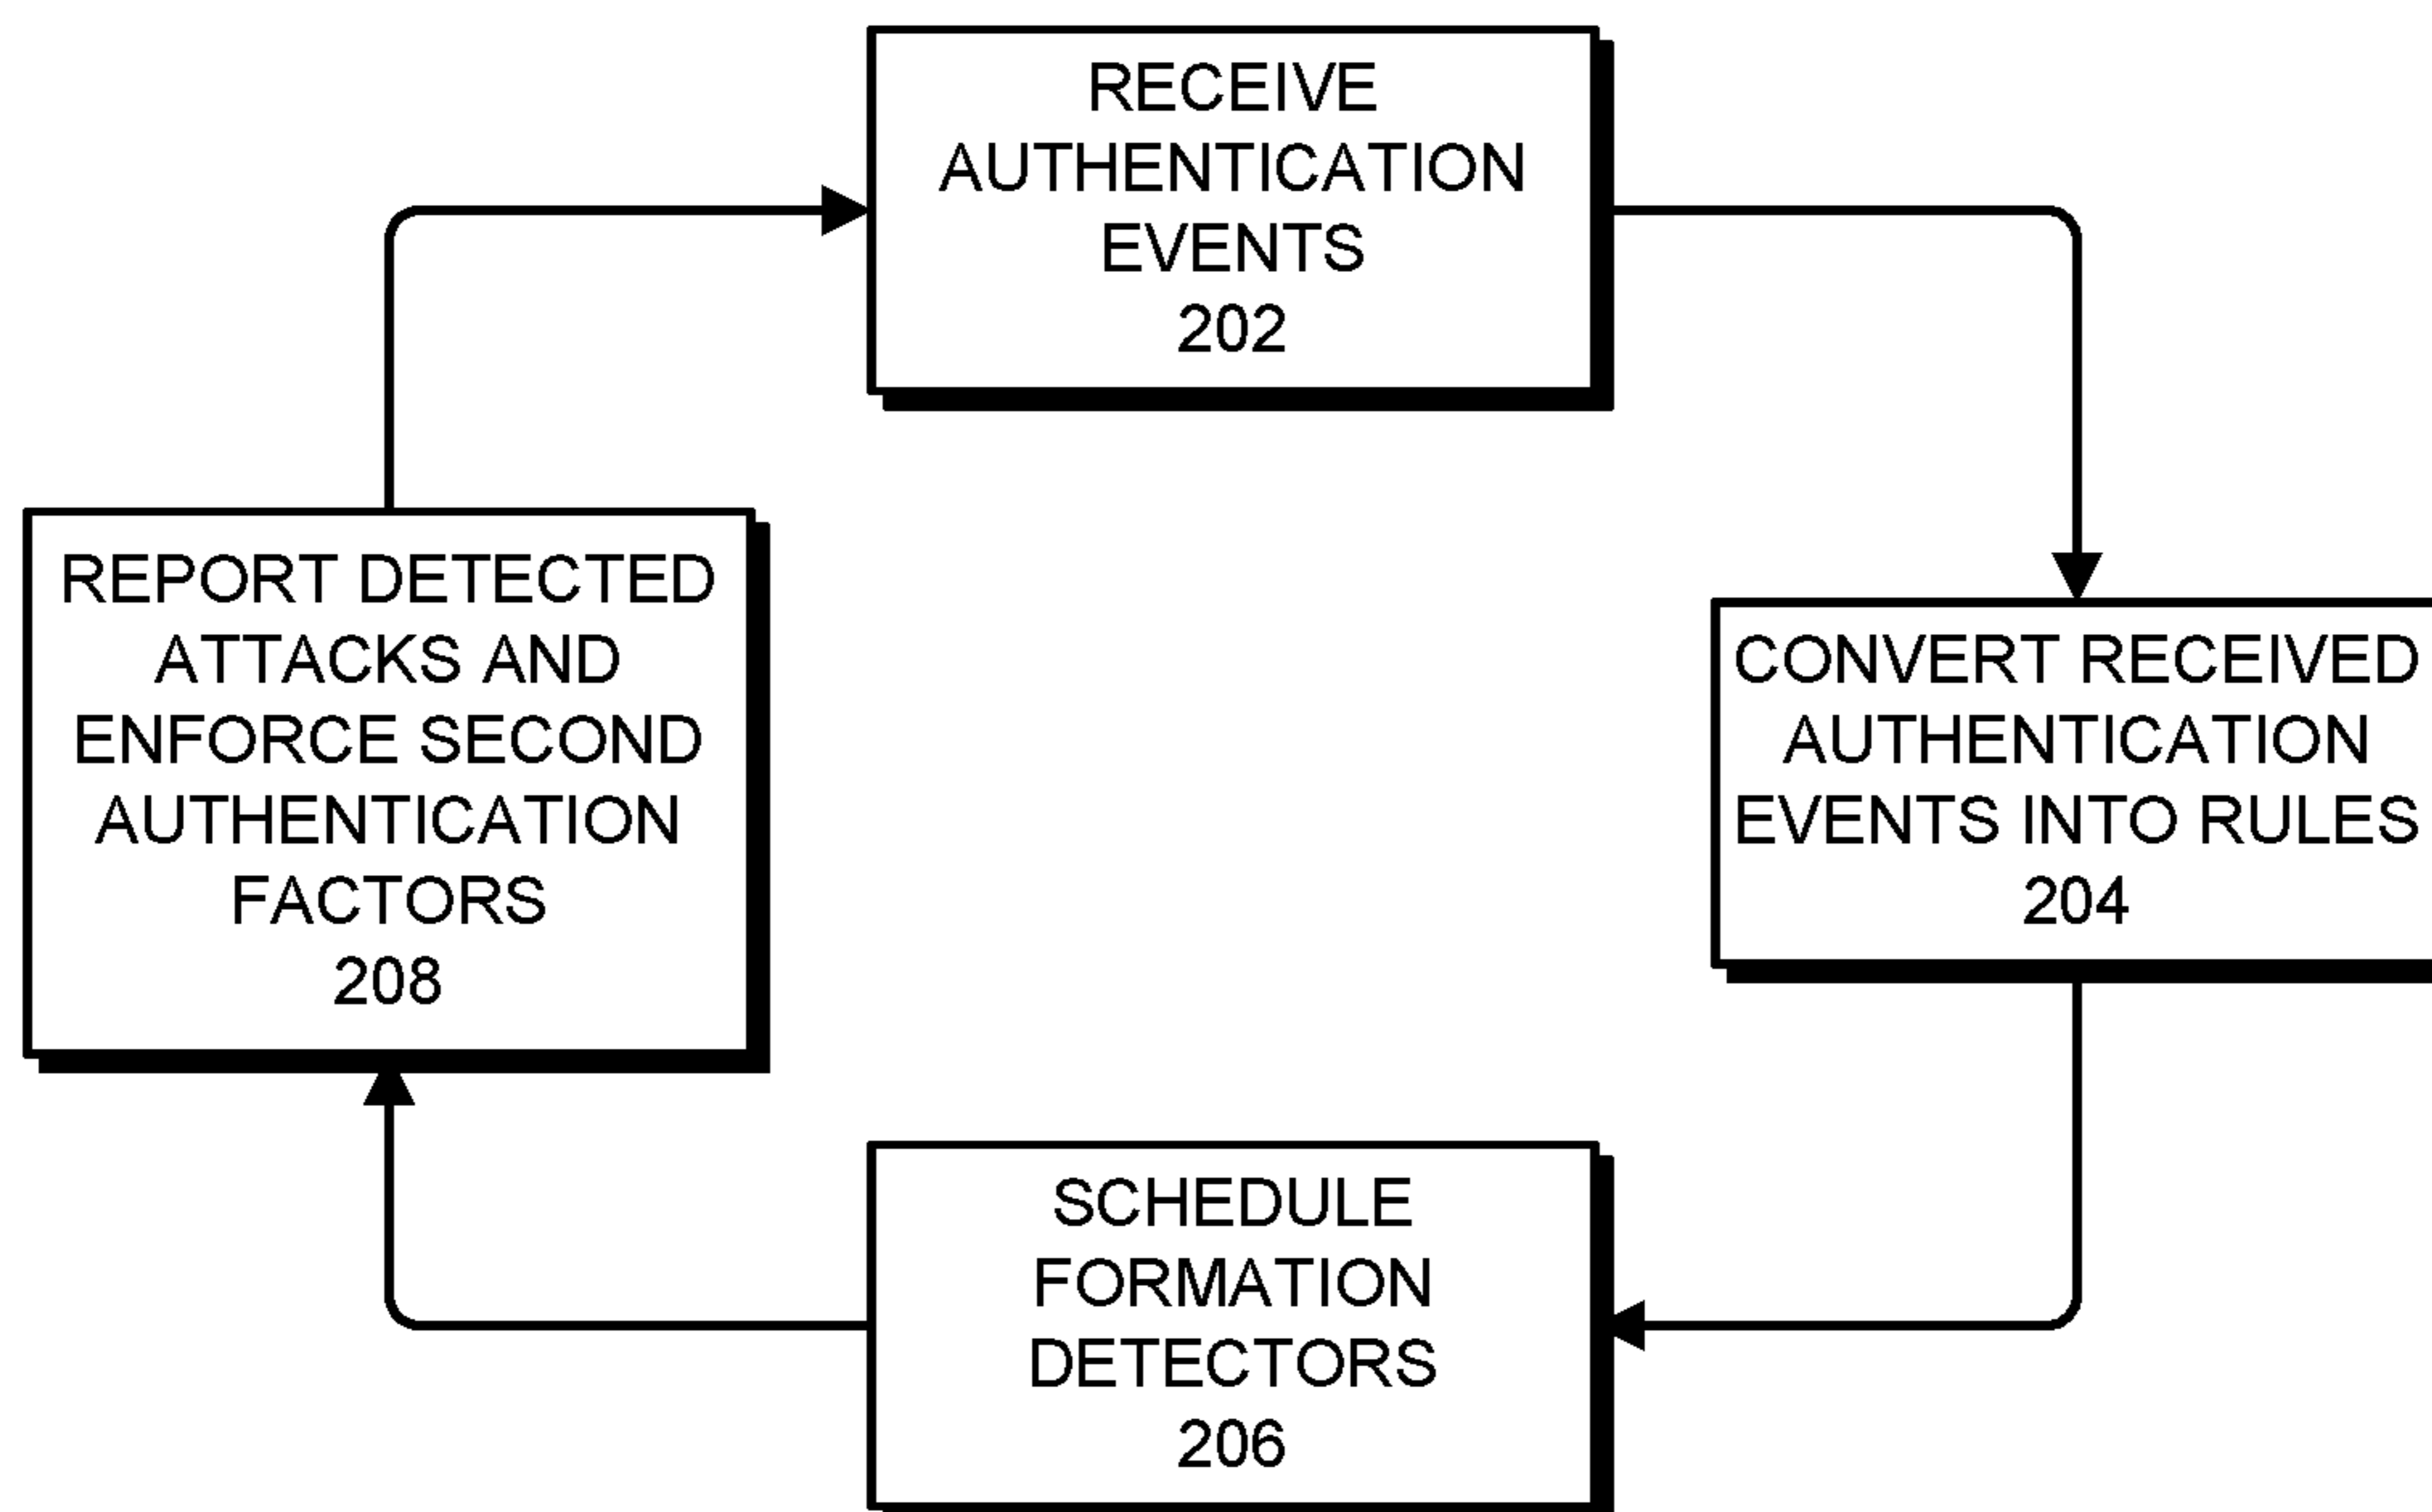 RECEIVE
AUTHENTICATION
EVENTS
202
CONVERT RECEIVED
AUTHENTICATION
EVENTS INTO RULES
204
SCHEDULE
FORMATION
DETECTORS
206
REPORT DETECTED
ATTACKS AND
ENFORCE SECOND
AUTHENTICATION
FACTORS
208